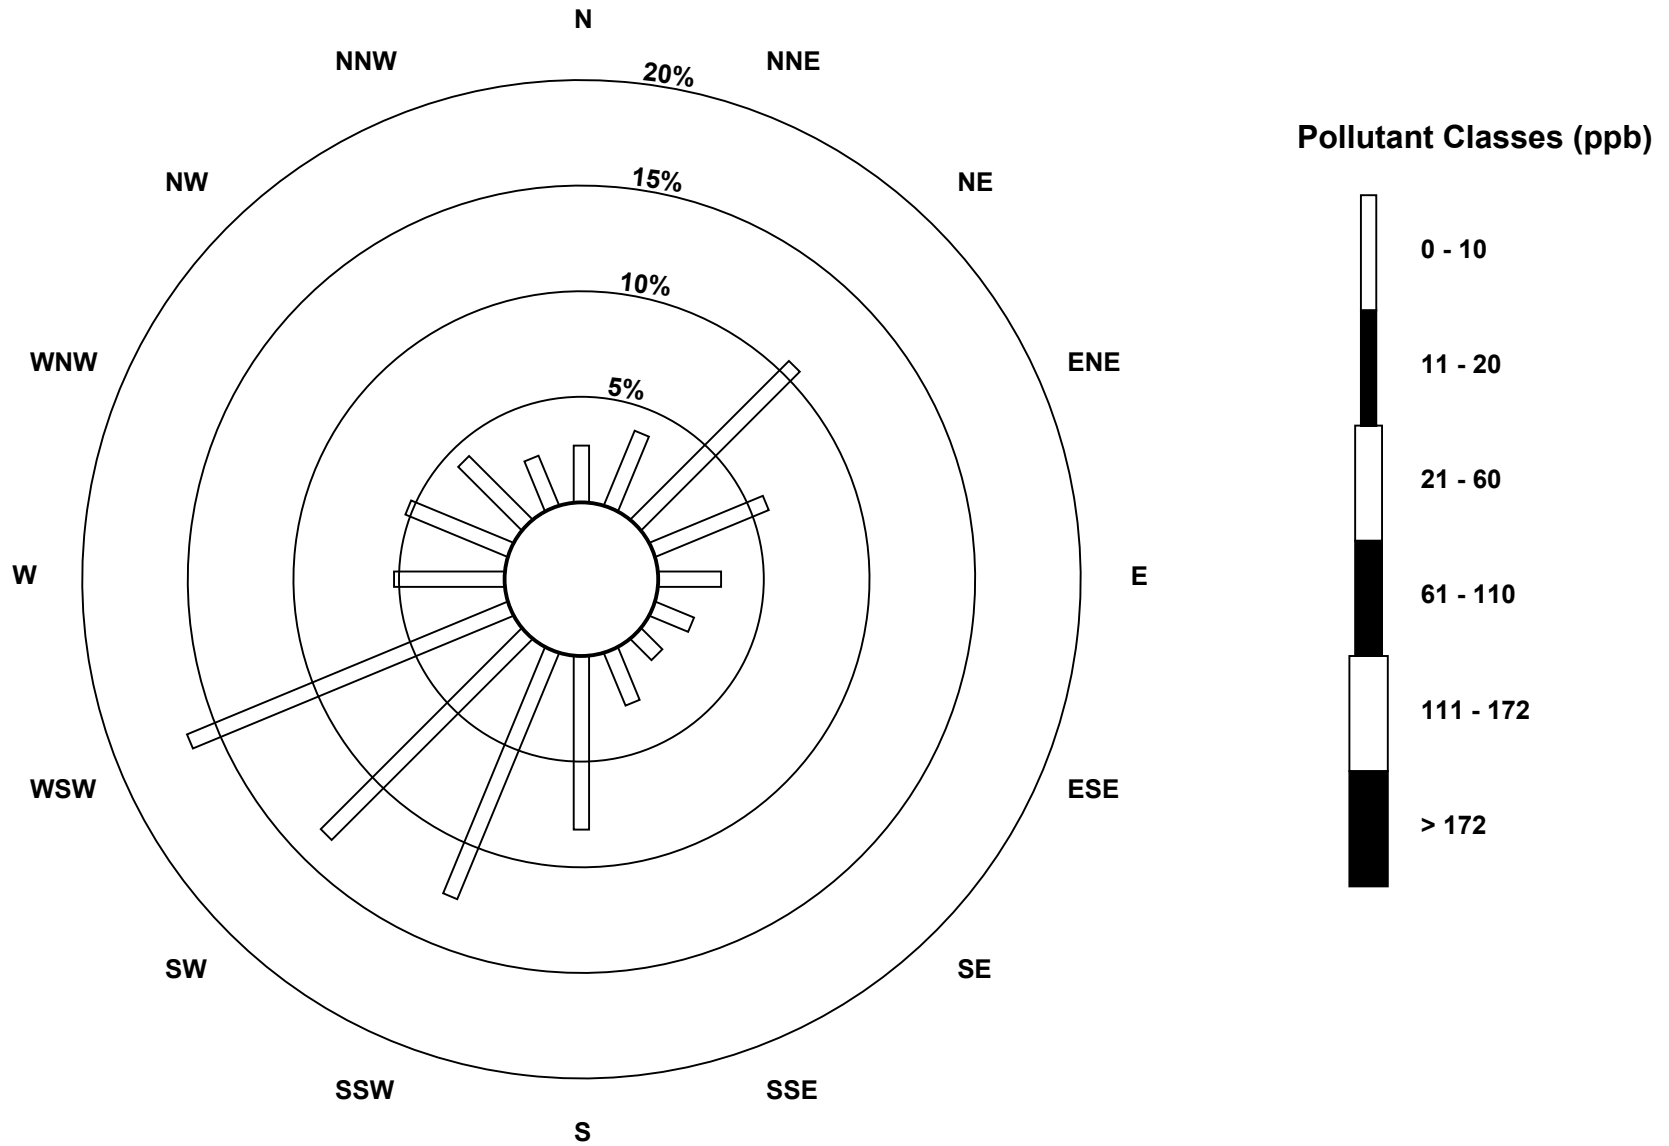 N
NNW
NNE
20%
Pollutant Classes (ppb)
15%
NW
NE
0 - 10
10%
WNW
ENE
11 - 20
5%
21 - 60
W
E
61 - 110
111 - 172
WSW
ESE
> 172
SW
SE
SSW
SSE
S